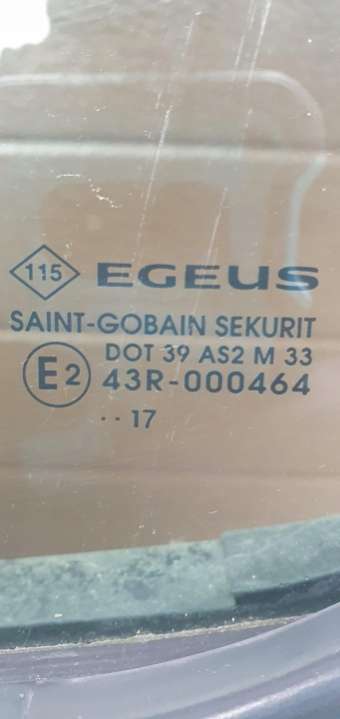 115 EGEUS
SAINT-GOBAIN SEKURIT
DOT 39 AS2 M 33
E2 43R-000464
·· 17